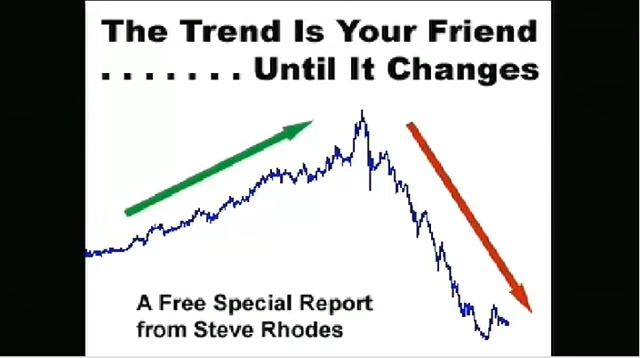 The Trend Is Your Friend
. . . . . . . Until It Changes
A Free Special Report
from Steve Rhodes